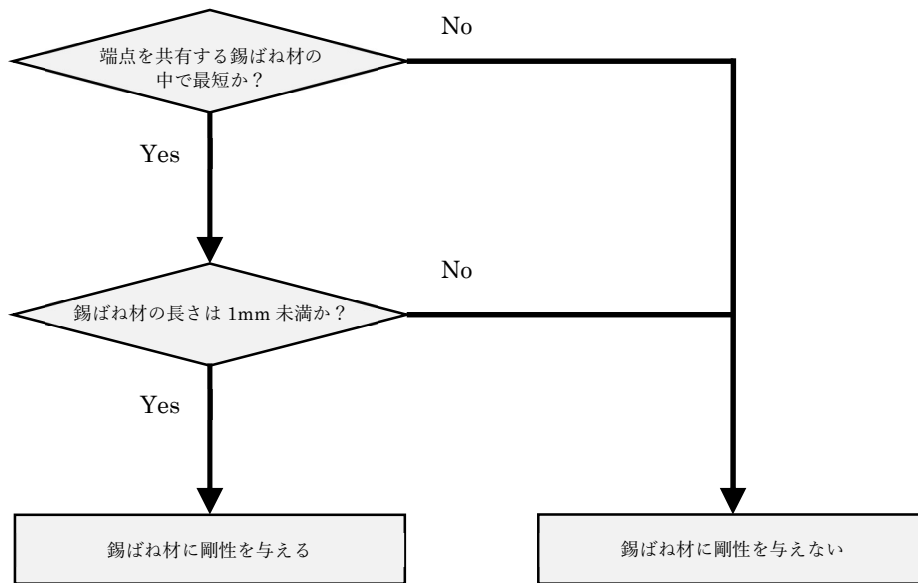 端点を共有する錫ばね材の
中で最短か？
No
Yes
錫ばね材の長さは 1mm 未満か？
No
Yes
錫ばね材に剛性を与える
錫ばね材に剛性を与えない